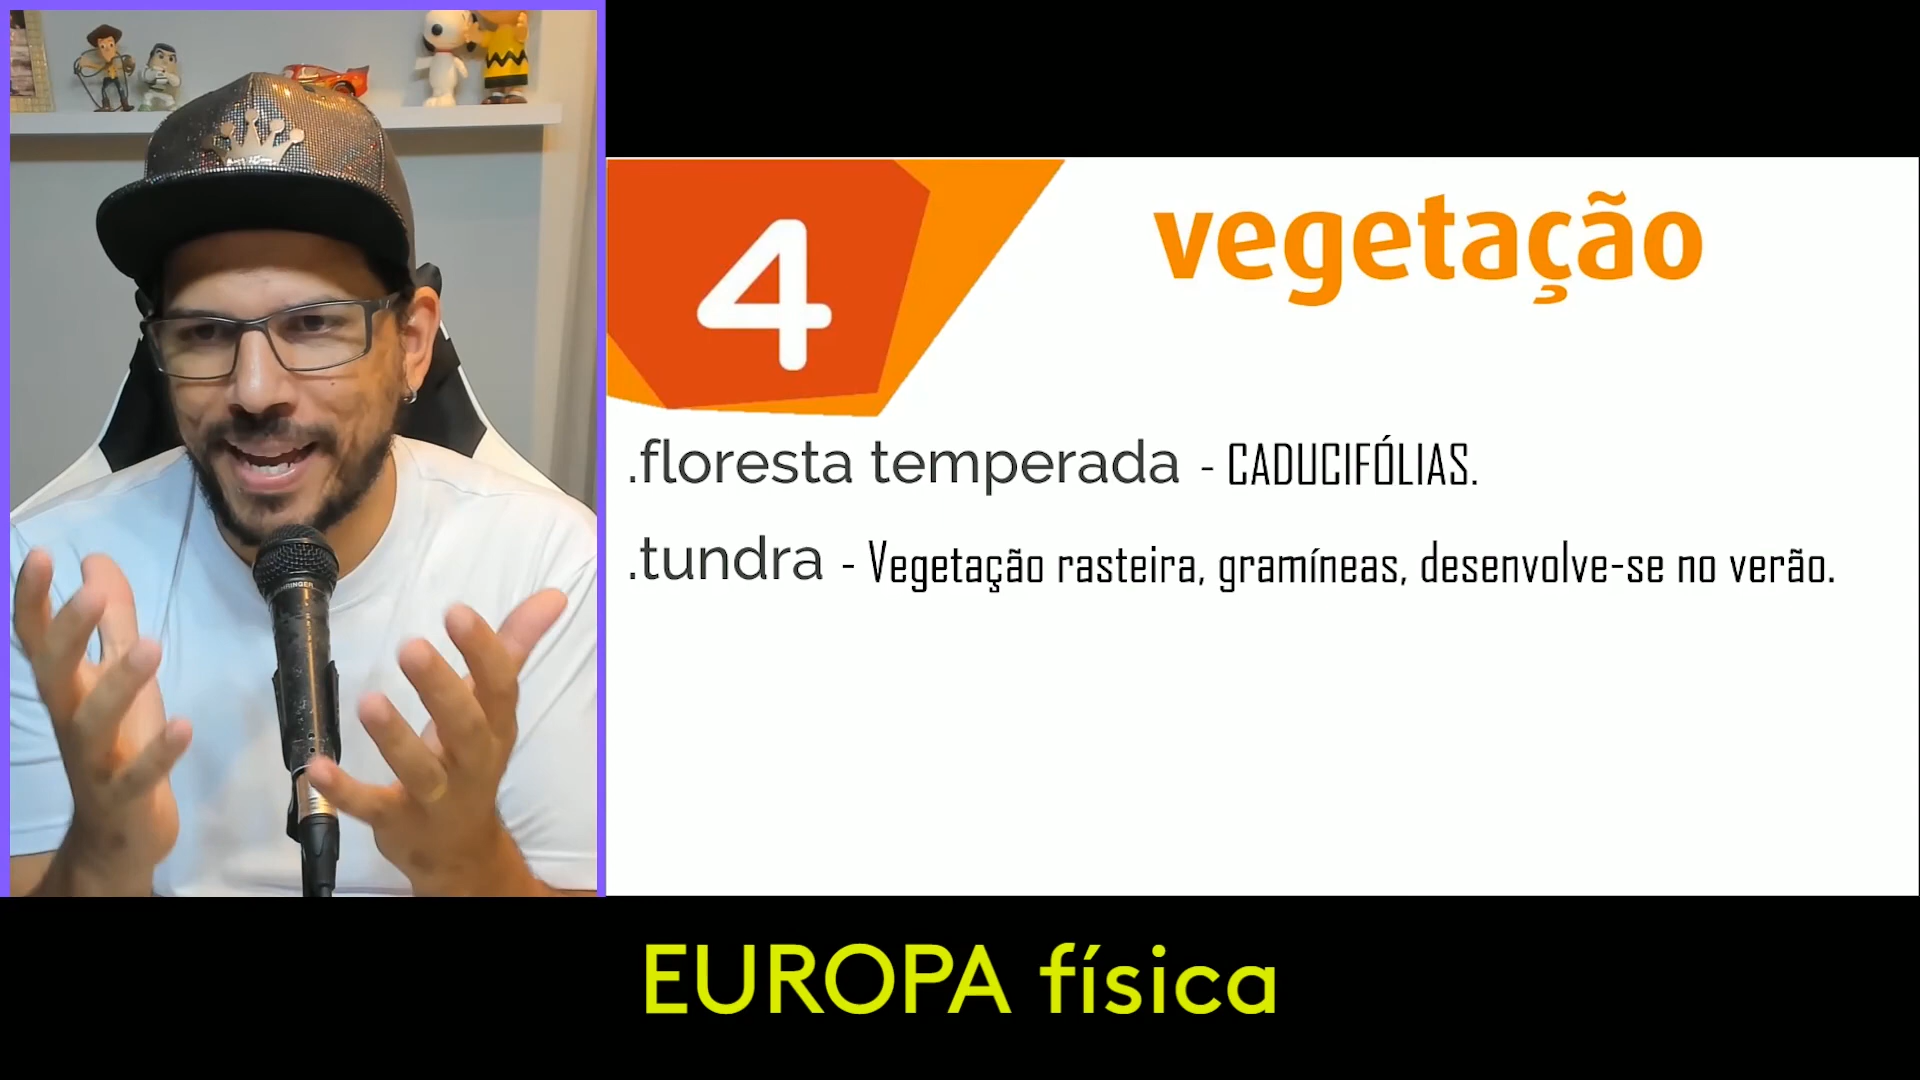 4
vegetação
.floresta temperada - CADUCIFÓLIAS.
.tundra - Vegetação rasteira, gramíneas, desenvolve-se no verão.
EUROPA física